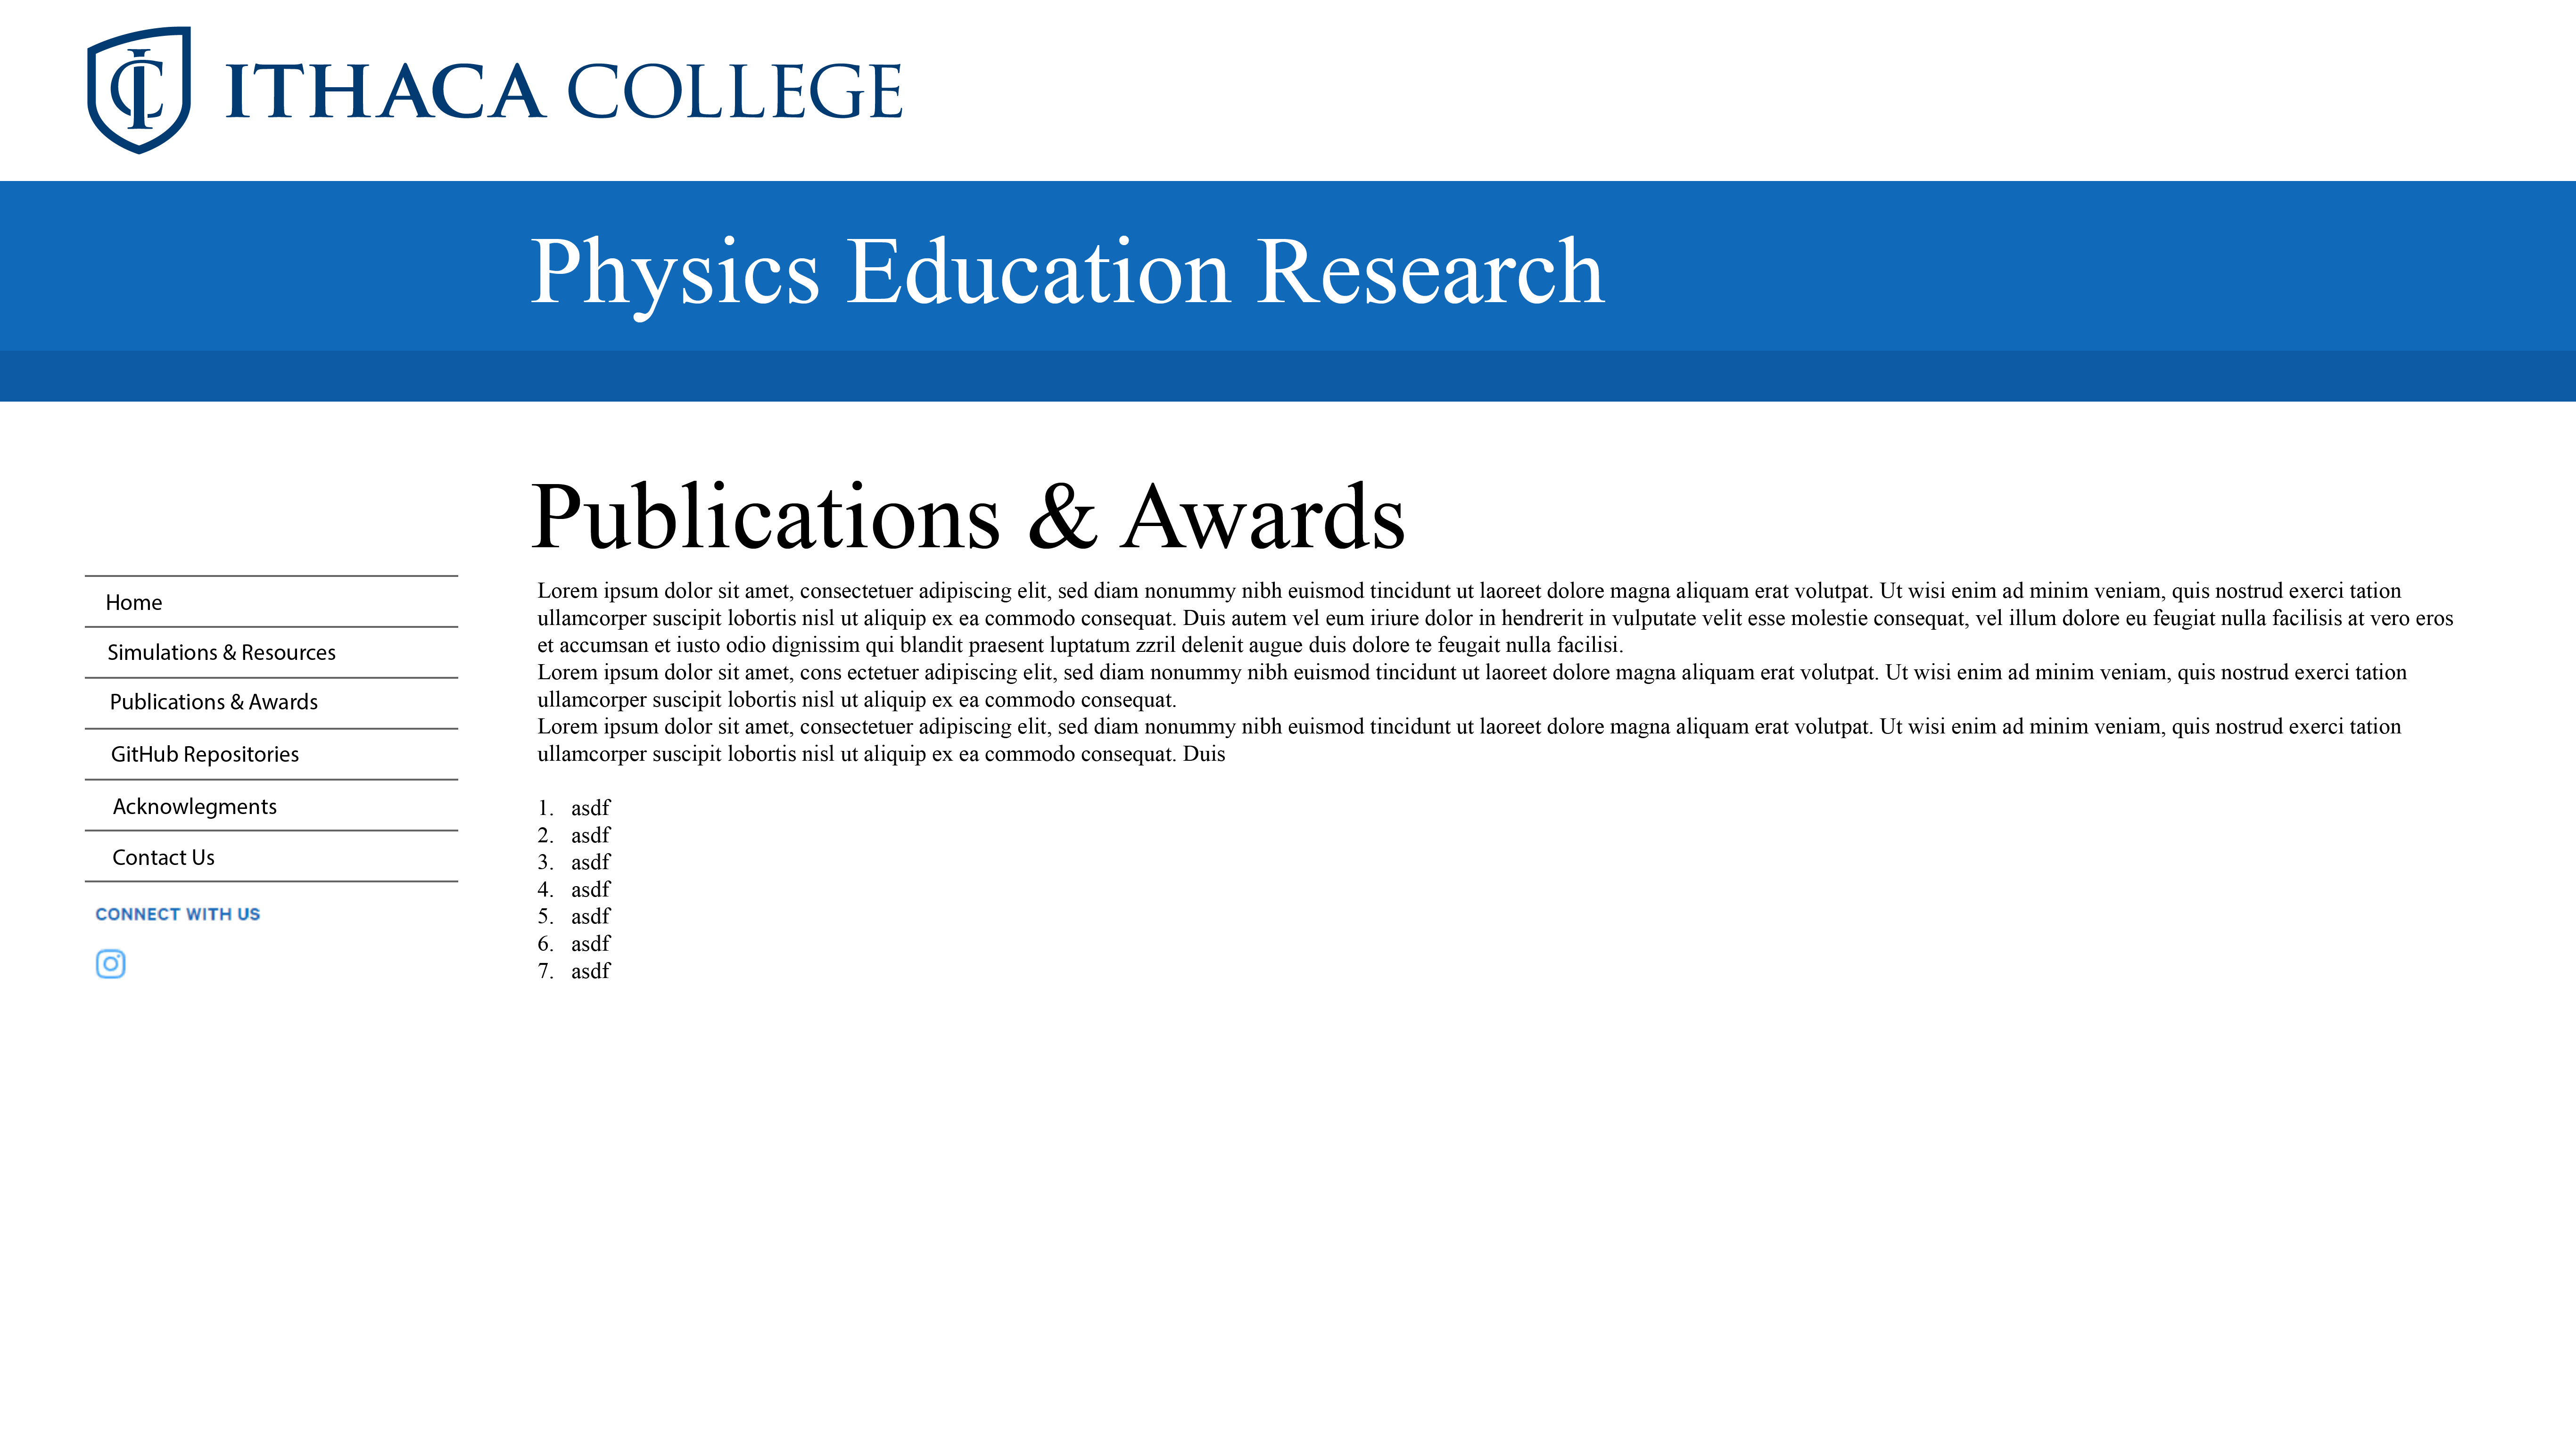 ITHACA COLLEGE
Physics Education Research
Publications & Awards
Home
Simulations & Resources
Publications & Awards
GitHub Repositories
Acknowlegments
Contact Us
CONNECT WITH US
Lorem ipsum dolor sit amet, consectetuer adipiscing elit, sed diam nonummy nibh euismod tincidunt ut laoreet dolore magna aliquam erat volutpat. Ut wisi enim ad minim veniam, quis nostrud exerci tation
ullamcorper suscipit lobortis nisl ut aliquip ex ea commodo consequat. Duis autem vel eum iriure dolor in hendrerit in vulputate velit esse molestie consequat, vel illum dolore eu feugiat nulla facilisis at vero eros
et accumsan et iusto odio dignissim qui blandit praesent luptatum zzril delenit augue duis dolore te feugait nulla facilisi.
Lorem ipsum dolor sit amet, cons ectetuer adipiscing elit, sed diam nonummy nibh euismod tincidunt ut laoreet dolore magna aliquam erat volutpat. Ut wisi enim ad minim veniam, quis nostrud exerci tation
ullamcorper suscipit lobortis nisl ut aliquip ex ea commodo consequat.
Lorem ipsum dolor sit amet, consectetuer adipiscing elit, sed diam nonummy nibh euismod tincidunt ut laoreet dolore magna aliquam erat volutpat. Ut wisi enim ad minim veniam, quis nostrud exerci tation
ullamcorper suscipit lobortis nisl ut aliquip ex ea commodo consequat. Duis
1. asdf
2. asdf
3. asdf
4. asdf
5. asdf
6. asdf
7. asdf